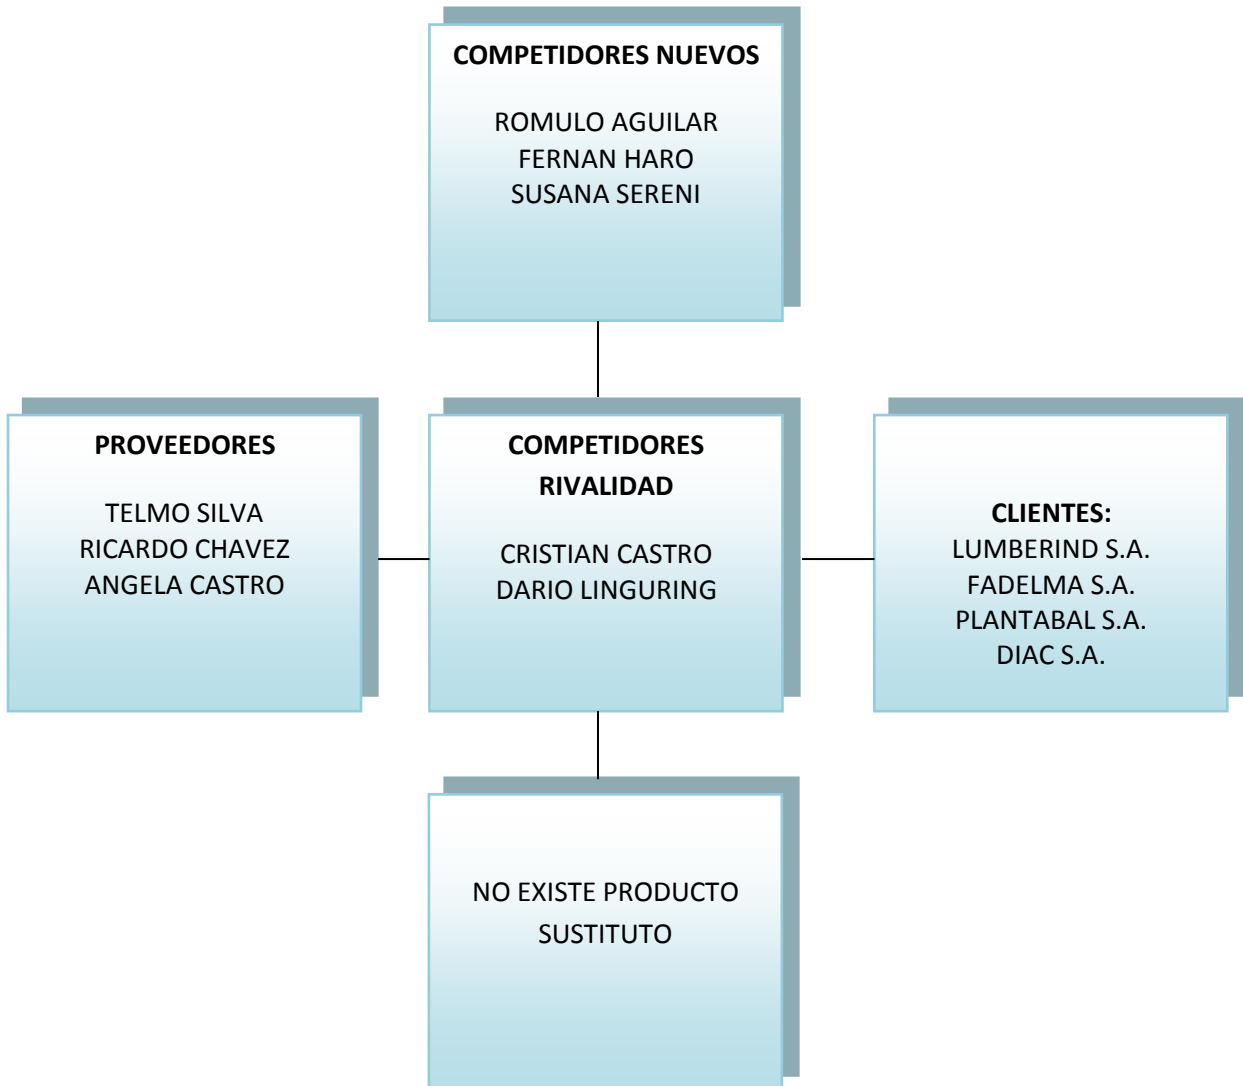 COMPETIDORES NUEVOS
ROMULO AGUILAR
FERNAN HARO
SUSANA SERENI
PROVEEDORES
TELMO SILVA
RICARDO CHAVEZ
ANGELA CASTRO
COMPETIDORES
RIVALIDAD
CRISTIAN CASTRO
DARIO LINGURING
CLIENTES:
LUMBERIND S.A.
FADELMA S.A.
PLANTABAL S.A.
DIAC S.A.
NO EXISTE PRODUCTO
SUSTITUTO